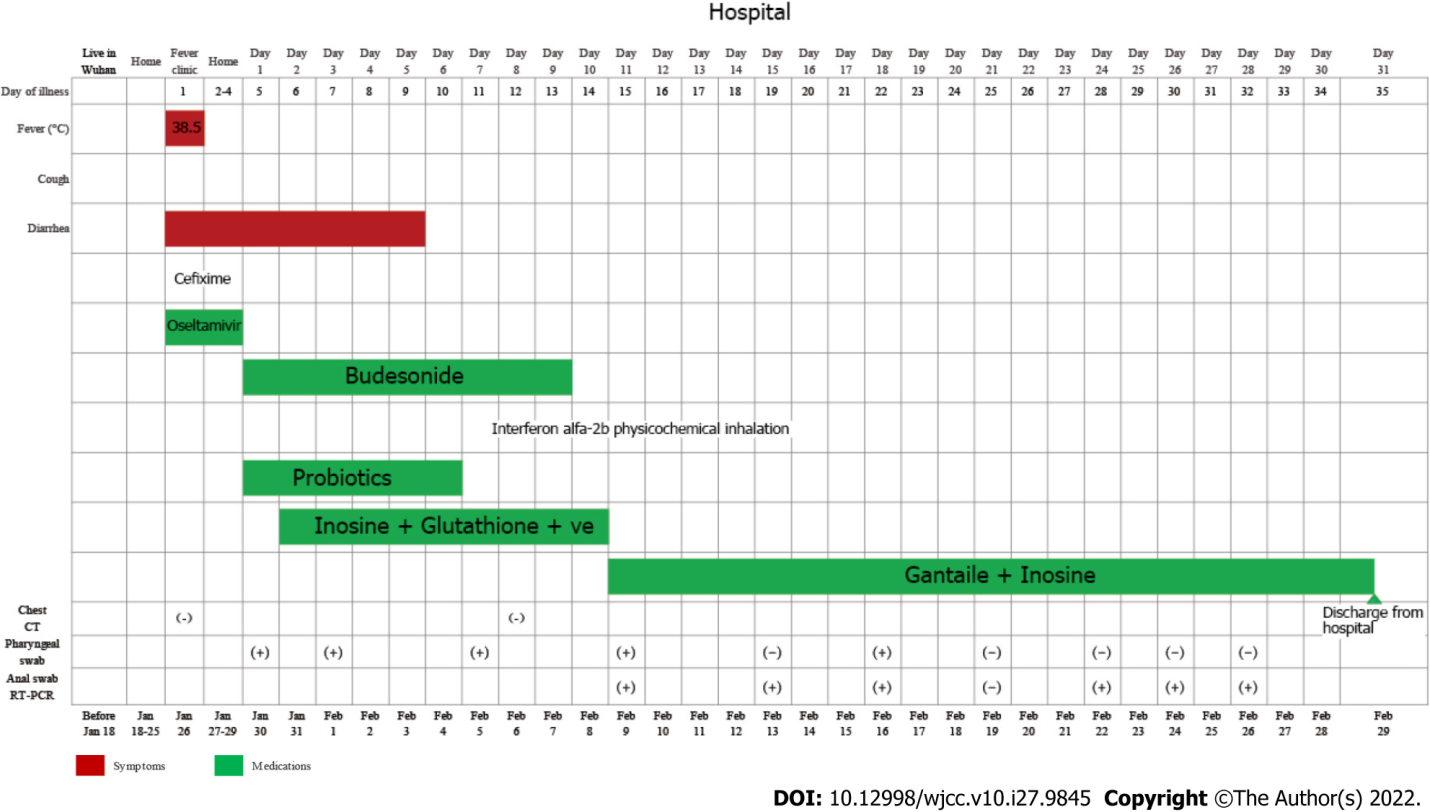 Hospital
Live in Wuhan Home Fever clinic Home Day 1 Day 2 Day 3 Day 4 Day 5 Day 6 Day 7 Day 8 Day 9 Day 10 Day 11 Day 12 Day 13 Day 14 Day 15 Day 16 Day 17 Day 18 Day 19 Day 20 Day 21 Day 22 Day 23 Day 24 Day 25 Day 26 Day 27 Day 28 Day 29 Day 30 Day 31
Day of illness 1 2-4 5 6 7 8 9 10 11 12 13 14 15 16 17 18 19 20 21 22 23 24 25 26 27 28 29 30 31 32 33 34 35
Fever (°C) 38.5
Cough
Diarrhea
Cefixime
Oseltamivir
Budesonide
Interferon alfa-2b physicochemical inhalation
Probiotics
Inosine + Glutathione + ve
Gantaile + Inosine
Chest CT (-) (-)
Discharge from
hospital
Pharyngeal swab (+) (+) (+) (+) (−) (+) (−) (−) (−) (−)
Anal swab RT-PCR (+) (+) (+) (−) (+) (+) (+)
Before Jan 18 Jan 18-25 Jan 26 Jan 27-29 Jan 30 Jan 31 Feb 1 Feb 2 Feb 3 Feb 4 Feb 5 Feb 6 Feb 7 Feb 8 Feb 9 Feb 10 Feb 11 Feb 12 Feb 13 Feb 14 Feb 15 Feb 16 Feb 17 Feb 18 Feb 19 Feb 20 Feb 21 Feb 22 Feb 23 Feb 24 Feb 25 Feb 26 Feb 27 Feb 28 Feb 29
Symptoms Medications
DOI: 10.12998/wjcc.v10.i27.9845 Copyright ©The Author(s) 2022.